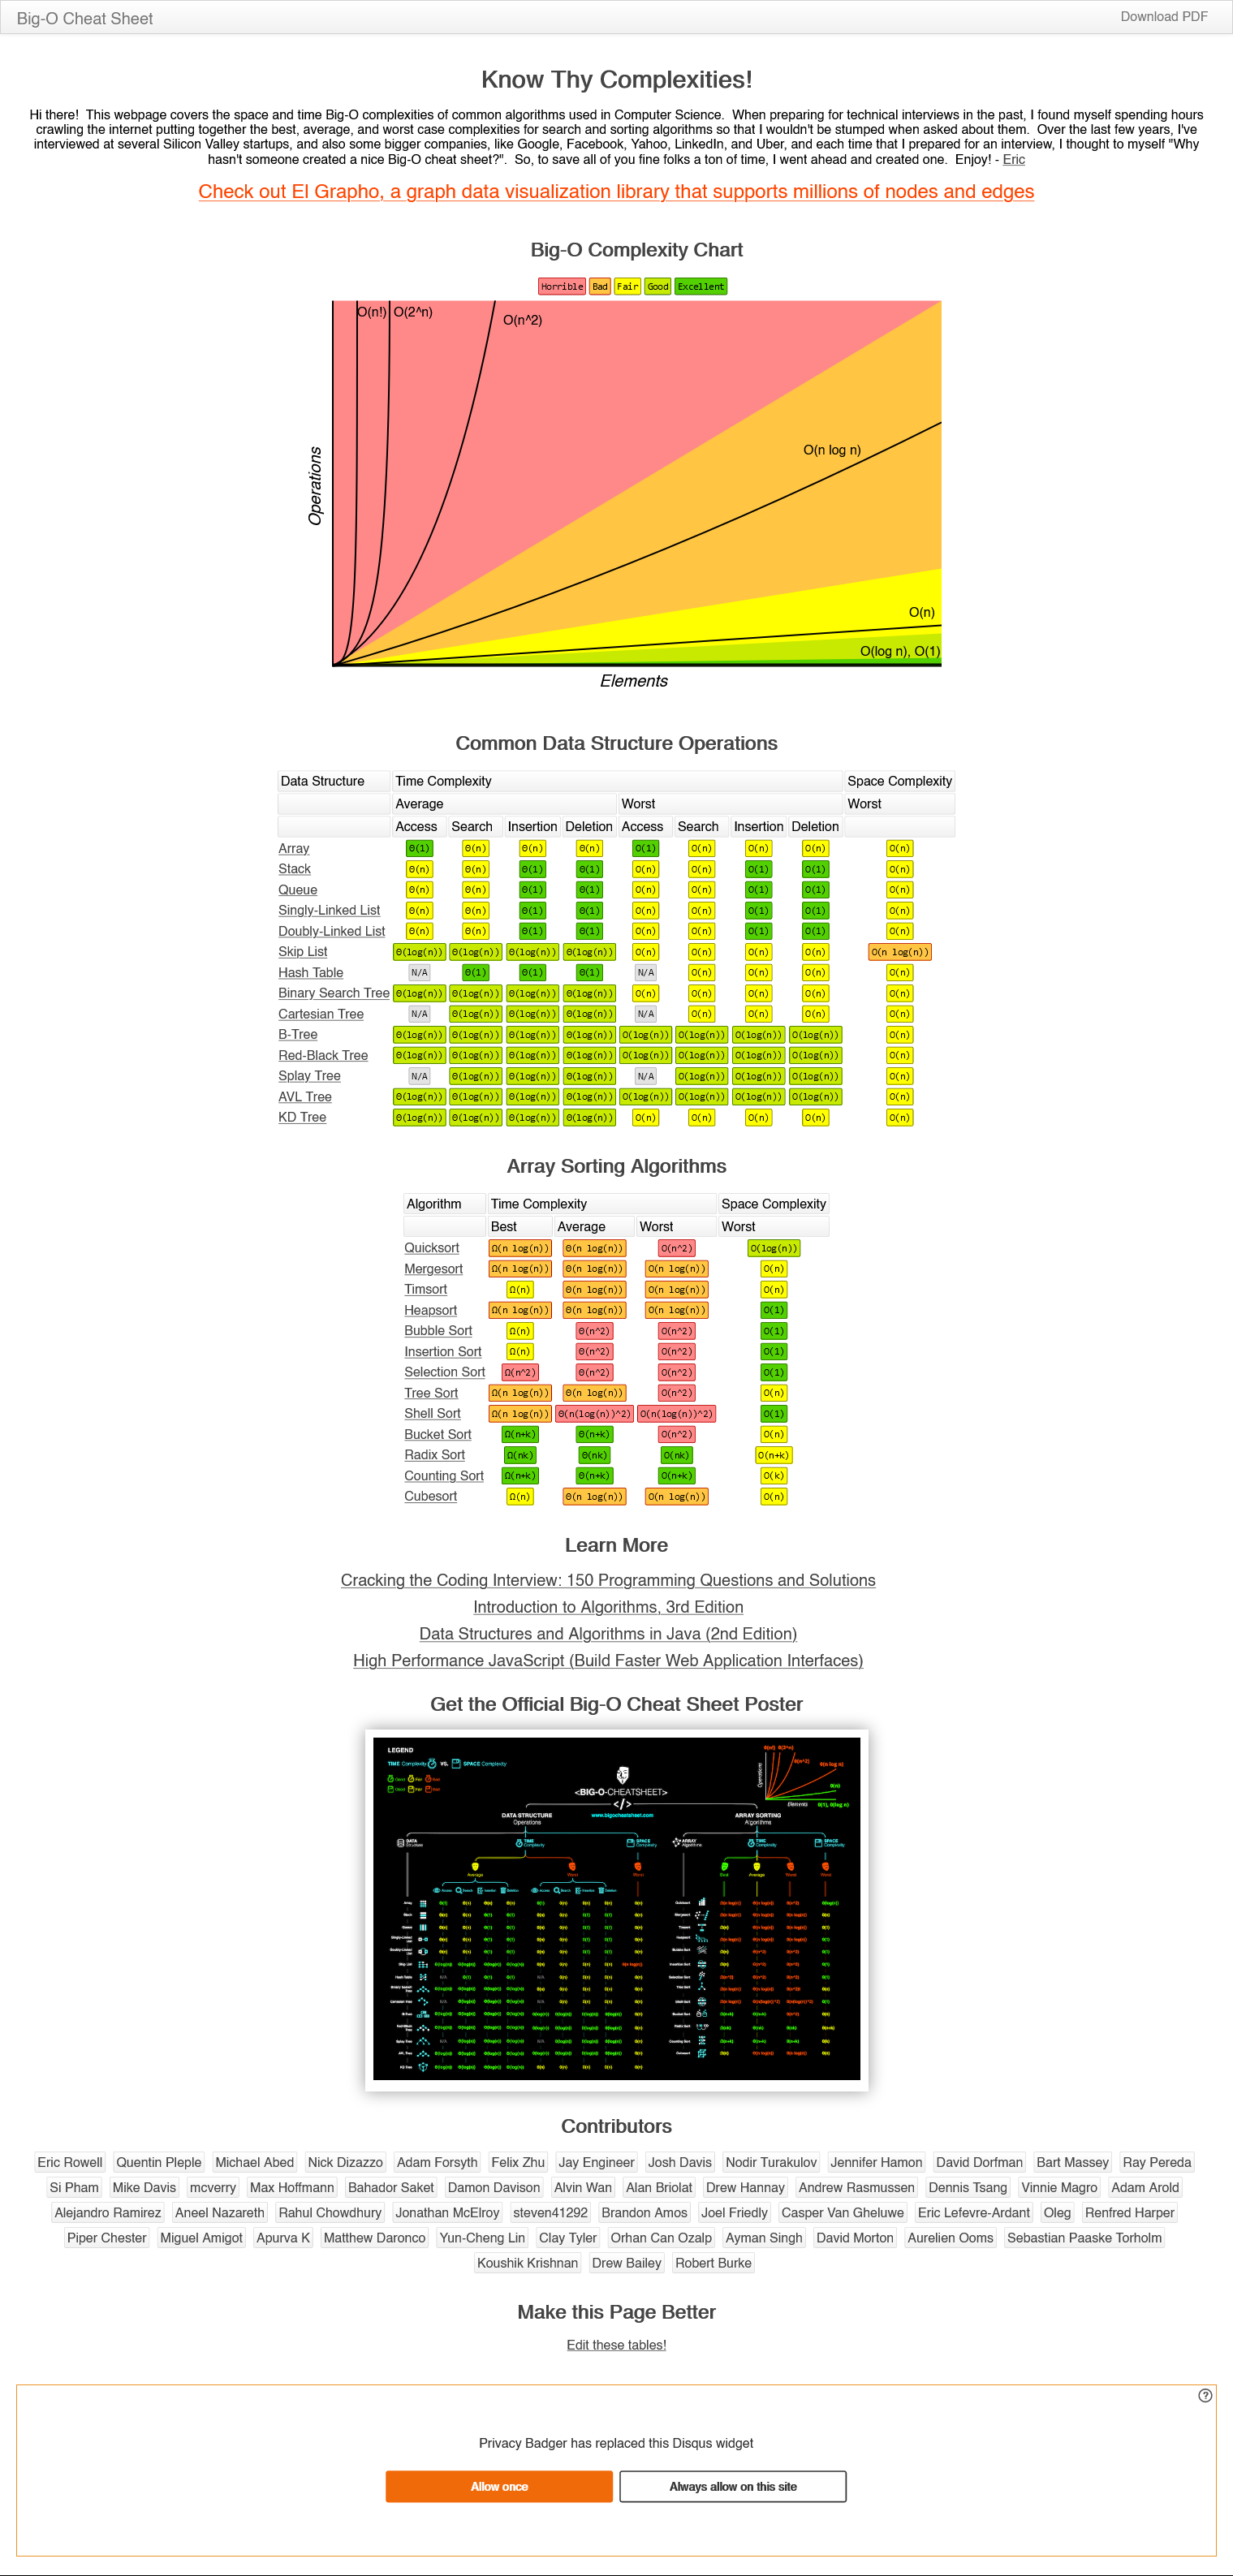 Big-O Cheat Sheet
Download PDF
Know Thy Complexities!
Hi there! This webpage covers the space and time Big-O complexities of common algorithms used in Computer Science. When preparing for technical interviews in the past, I found myself spending hours
crawling the internet putting together the best, average, and worst case complexities for search and sorting algorithms so that I wouldn't be stumped when asked about them. Over the last few years, I've
interviewed at several Silicon Valley startups, and also some bigger companies, like Google, Facebook, Yahoo, LinkedIn, and Uber, and each time that I prepared for an interview, I thought to myself "Why
hasn't someone created a nice Big-O cheat sheet?". So, to save all of you fine folks a ton of time, I went ahead and created one. Enjoy! - Eric
Check out El Grapho, a graph data visualization library that supports millions of nodes and edges
Big-O Complexity Chart
Horrible Bad Fair Good Excellent
O(n!) O(2^n)
O(n^2)
O(n log n)
Operations
O(n)
O(log n), O(1)
Elements
Common Data Structure Operations
Data Structure Time Complexity Space Complexity
Average Worst Worst
Access Search Insertion Deletion Access Search Insertion Deletion
Array Θ(1) Θ(n) Θ(n) Θ(n) O(1) O(n) O(n) O(n) O(n)
Stack Θ(n) Θ(n) Θ(1) Θ(1) O(n) O(n) O(1) O(1) O(n)
Queue Θ(n) Θ(n) Θ(1) Θ(1) O(n) O(n) O(1) O(1) O(n)
Singly-Linked List Θ(n) Θ(n) Θ(1) Θ(1) O(n) O(n) O(1) O(1) O(n)
Doubly-Linked List Θ(n) Θ(n) Θ(1) Θ(1) O(n) O(n) O(1) O(1) O(n)
Skip List Θ(log(n)) Θ(log(n)) Θ(log(n)) Θ(log(n)) O(n) O(n) O(n) O(n) O(n log(n))
Hash Table N/A Θ(1) Θ(1) Θ(1) N/A O(n) O(n) O(n) O(n)
Binary Search Tree Θ(log(n)) Θ(log(n)) Θ(log(n)) Θ(log(n)) O(n) O(n) O(n) O(n) O(n)
Cartesian Tree N/A Θ(log(n)) Θ(log(n)) Θ(log(n)) N/A O(n) O(n) O(n) O(n)
B-Tree Θ(log(n)) Θ(log(n)) Θ(log(n)) Θ(log(n)) O(log(n)) O(log(n)) O(log(n)) O(log(n)) O(n)
Red-Black Tree Θ(log(n)) Θ(log(n)) Θ(log(n)) Θ(log(n)) O(log(n)) O(log(n)) O(log(n)) O(log(n)) O(n)
Splay Tree N/A Θ(log(n)) Θ(log(n)) Θ(log(n)) N/A O(log(n)) O(log(n)) O(log(n)) O(n)
AVL Tree Θ(log(n)) Θ(log(n)) Θ(log(n)) Θ(log(n)) O(log(n)) O(log(n)) O(log(n)) O(log(n)) O(n)
KD Tree Θ(log(n)) Θ(log(n)) Θ(log(n)) Θ(log(n)) O(n) O(n) O(n) O(n) O(n)
Array Sorting Algorithms
Algorithm Time Complexity Space Complexity
Best Average Worst Worst
Quicksort Ω(n log(n)) Θ(n log(n)) O(n^2) O(log(n))
Mergesort Ω(n log(n)) Θ(n log(n)) O(n log(n)) O(n)
Timsort Ω(n) Θ(n log(n)) O(n log(n)) O(n)
Heapsort Ω(n log(n)) Θ(n log(n)) O(n log(n)) O(1)
Bubble Sort Ω(n) Θ(n^2) O(n^2) O(1)
Insertion Sort Ω(n) Θ(n^2) O(n^2) O(1)
Selection Sort Ω(n^2) Θ(n^2) O(n^2) O(1)
Tree Sort Ω(n log(n)) Θ(n log(n)) O(n^2) O(n)
Shell Sort Ω(n log(n)) Θ(n(log(n))^2) O(n(log(n))^2) O(1)
Bucket Sort Ω(n+k) Θ(n+k) O(n^2) O(n)
Radix Sort Ω(nk) Θ(nk) O(nk) O(n+k)
Counting Sort Ω(n+k) Θ(n+k) O(n+k) O(k)
Cubesort Ω(n) Θ(n log(n)) O(n log(n)) O(n)
Learn More
Cracking the Coding Interview: 150 Programming Questions and Solutions
Introduction to Algorithms, 3rd Edition
Data Structures and Algorithms in Java (2nd Edition)
High Performance JavaScript (Build Faster Web Application Interfaces)
Get the Official Big-O Cheat Sheet Poster
LEGEND
TIME Complexity VS. SPACE Complexity
<BIG-O-CHEATSHEET>
</>
www.bigocheatsheet.com
DATA STRUCTURE
Operations
ARRAY SORTING
Algorithms
Contributors
Eric Rowell Quentin Pleple Michael Abed Nick Dizazzo Adam Forsyth Felix Zhu Jay Engineer Josh Davis Nodir Turakulov Jennifer Hamon David Dorfman Bart Massey Ray Pereda
Si Pham Mike Davis mcverry Max Hoffmann Bahador Saket Damon Davison Alvin Wan Alan Briolat Drew Hannay Andrew Rasmussen Dennis Tsang Vinnie Magro Adam Arold
Alejandro Ramirez Aneel Nazareth Rahul Chowdhury Jonathan McElroy steven41292 Brandon Amos Joel Friedly Casper Van Gheluwe Eric Lefevre-Ardant Oleg Renfred Harper
Piper Chester Miguel Amigot Apurva K Matthew Daronco Yun-Cheng Lin Clay Tyler Orhan Can Ozalp Ayman Singh David Morton Aurelien Ooms Sebastian Paaske Torholm
Koushik Krishnan Drew Bailey Robert Burke
Make this Page Better
Edit these tables!
?
Privacy Badger has replaced this Disqus widget
Allow once
Always allow on this site